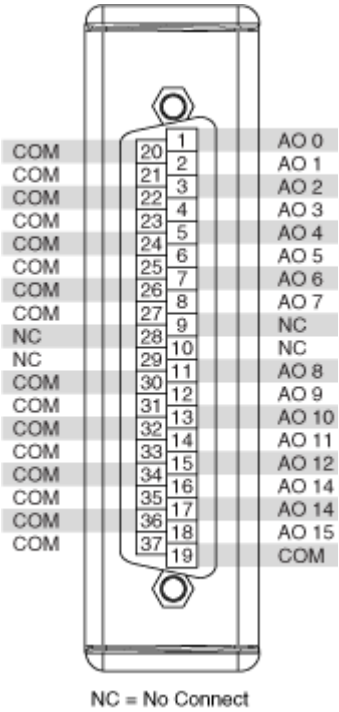 1 AO 0
COM 20
2 AO 1
COM 21
3 AO 2
COM 22
4 AO 3
COM 23
5 AO 4
COM 24
6 AO 5
COM 25
7 AO 6
COM 26
8 AO 7
COM 27
9 NC
NC 28
10 NC
NC 29
11 AO 8
COM 30
12 AO 9
COM 31
13 AO 10
COM 32
14 AO 11
COM 33
15 AO 12
COM 34
16 AO 14
COM 35
17 AO 14
COM 36
18 AO 15
COM 37
19 COM
NC = No Connect